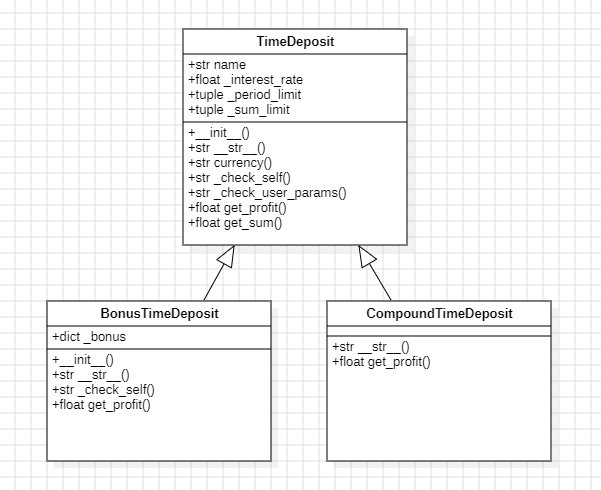 TimeDeposit
+str name
+float _interest_rate
+tuple _period_limit
+tuple _sum_limit
+__init__()
+str __str__()
+str currency()
+str _check_self()
+str _check_user_params()
+float get_profit()
+float get_sum()
BonusTimeDeposit
+dict _bonus
+__init__()
+str __str__()
+str _check_self()
+float get_profit()
CompoundTimeDeposit
+str __str__()
+float get_profit()